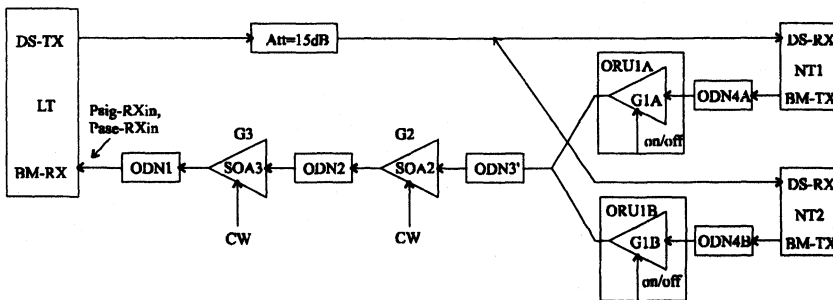 DS-TX
Att=15dB
DS-RX
ORU1A
NT1
G1A
ODN4A
BM-TX
LT
on/off
Psig-RXin,
Pase-RXin
G3
G2
BM-RX
ODN1
SOA3
ODN2
SOA2
ODN3'
DS-RX
ORU1B
NT2
CW
CW
G1B
ODN4B
BM-TX
on/off